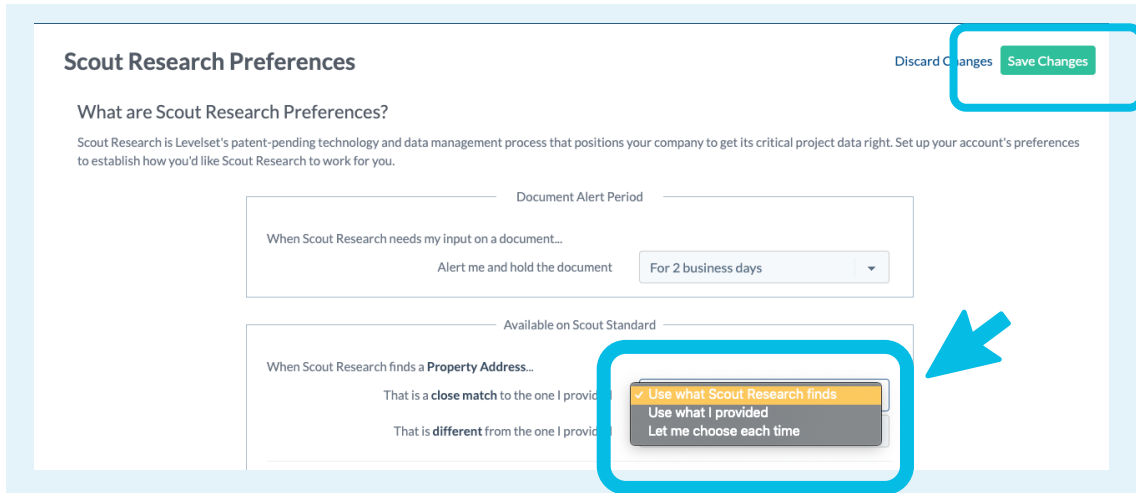 Scout Research Preferences
Discard Changes
Save Changes
What are Scout Research Preferences?
Scout Research is Levelset's patent-pending technology and data management process that positions your company to get its critical project data right. Set up your account's preferences
to establish how you'd like Scout Research to work for you.
Document Alert Period
When Scout Research needs my input on a document...
Alert me and hold the document
For 2 business days
Available on Scout Standard
When Scout Research finds a Property Address...
That is a close match to the one I provided
✓ Use what Scout Research finds
Use what I provided
That is different from the one I provided
Let me choose each time